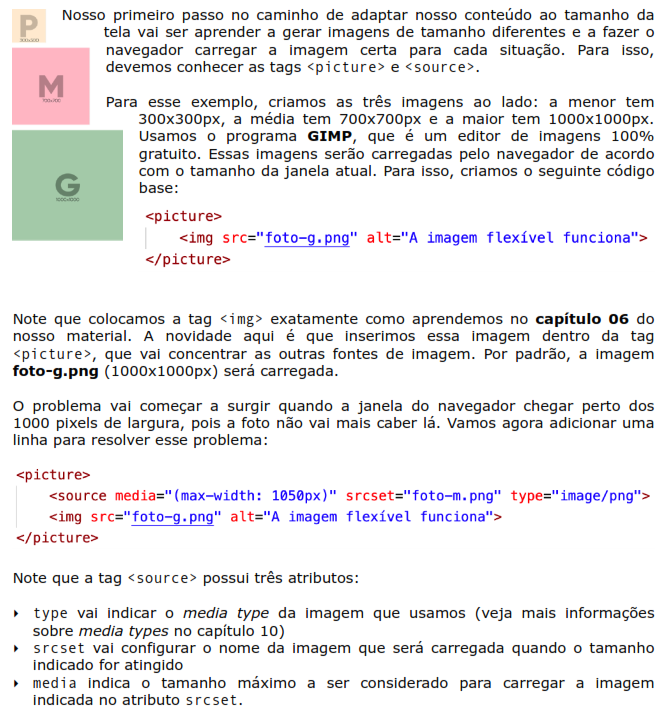 P
300x300
Nosso primeiro passo no caminho de adaptar nosso conteúdo ao tamanho da
tela vai ser aprender a gerar imagens de tamanho diferentes e a fazer o
navegador carregar a imagem certa para cada situação. Para isso,
devemos conhecer as tags <picture> e <source>.
M
700x700
Para esse exemplo, criamos as três imagens ao lado: a menor tem
300x300px, a média tem 700x700px e a maior tem 1000x1000px.
Usamos o programa GIMP, que é um editor de imagens 100%
gratuito. Essas imagens serão carregadas pelo navegador de acordo
com o tamanho da janela atual. Para isso, criamos o seguinte código
base:
G
1000x1000
<picture>
<img src="foto-g.png" alt="A imagem flexível funciona">
</picture>
Note que colocamos a tag <img> exatamente como aprendemos no capítulo 06 do
nosso material. A novidade aqui é que inserimos essa imagem dentro da tag
<picture>, que vai concentrar as outras fontes de imagem. Por padrão, a imagem
foto-g.png (1000x1000px) será carregada.
O problema vai começar a surgir quando a janela do navegador chegar perto dos
1000 pixels de largura, pois a foto não vai mais caber lá. Vamos agora adicionar uma
linha para resolver esse problema:
<picture>
<source media="(max-width: 1050px)" srcset="foto-m.png" type="image/png">
<img src="foto-g.png" alt="A imagem flexível funciona">
</picture>
Note que a tag <source> possui três atributos:
‣ type vai indicar o media type da imagem que usamos (veja mais informações
sobre media types no capítulo 10)
‣ srcset vai configurar o nome da imagem que será carregada quando o tamanho
indicado for atingido
‣ media indica o tamanho máximo a ser considerado para carregar a imagem
indicada no atributo srcset.